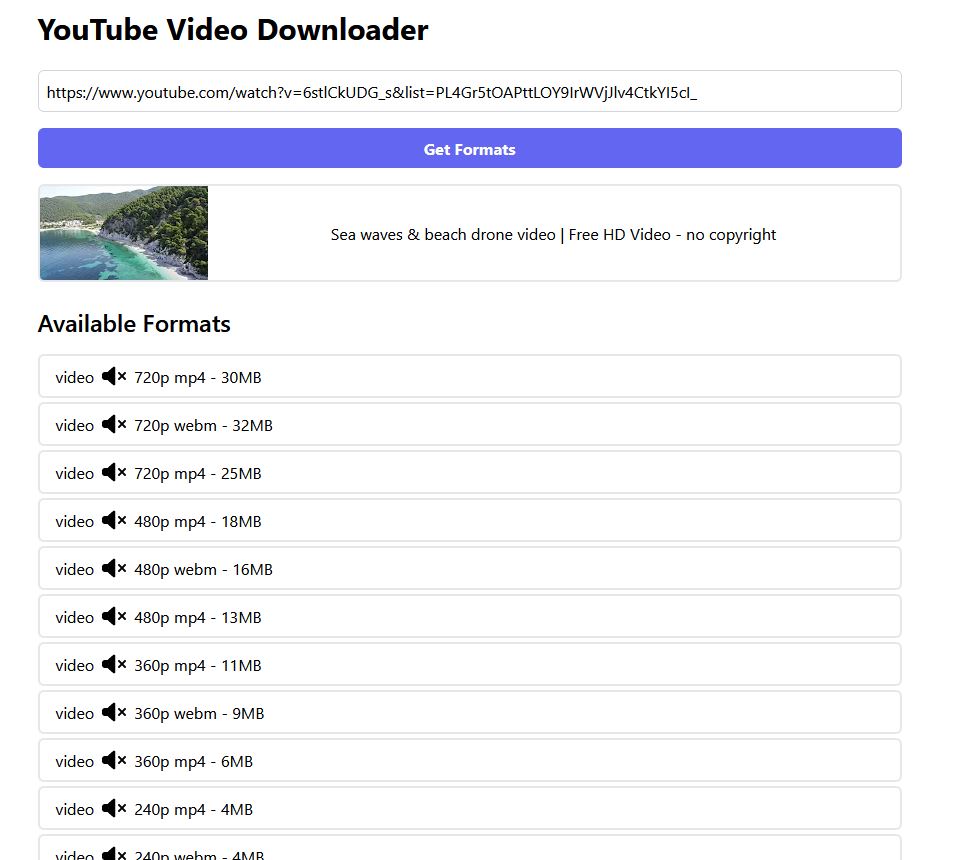 YouTube Video Downloader
https://www.youtube.com/watch?v=6stlCkUDG_s&list=PL4Gr5tOAPttLOY9IrWVjJlv4CtkYI5cI_
Get Formats
Sea waves & beach drone video | Free HD Video - no copyright
Available Formats
video 720p mp4 - 30MB
video 720p webm - 32MB
video 720p mp4 - 25MB
video 480p mp4 - 18MB
video 480p webm - 16MB
video 480p mp4 - 13MB
video 360p mp4 - 11MB
video 360p webm - 9MB
video 360p mp4 - 6MB
video 240p mp4 - 4MB
video 240p webm - 4MB